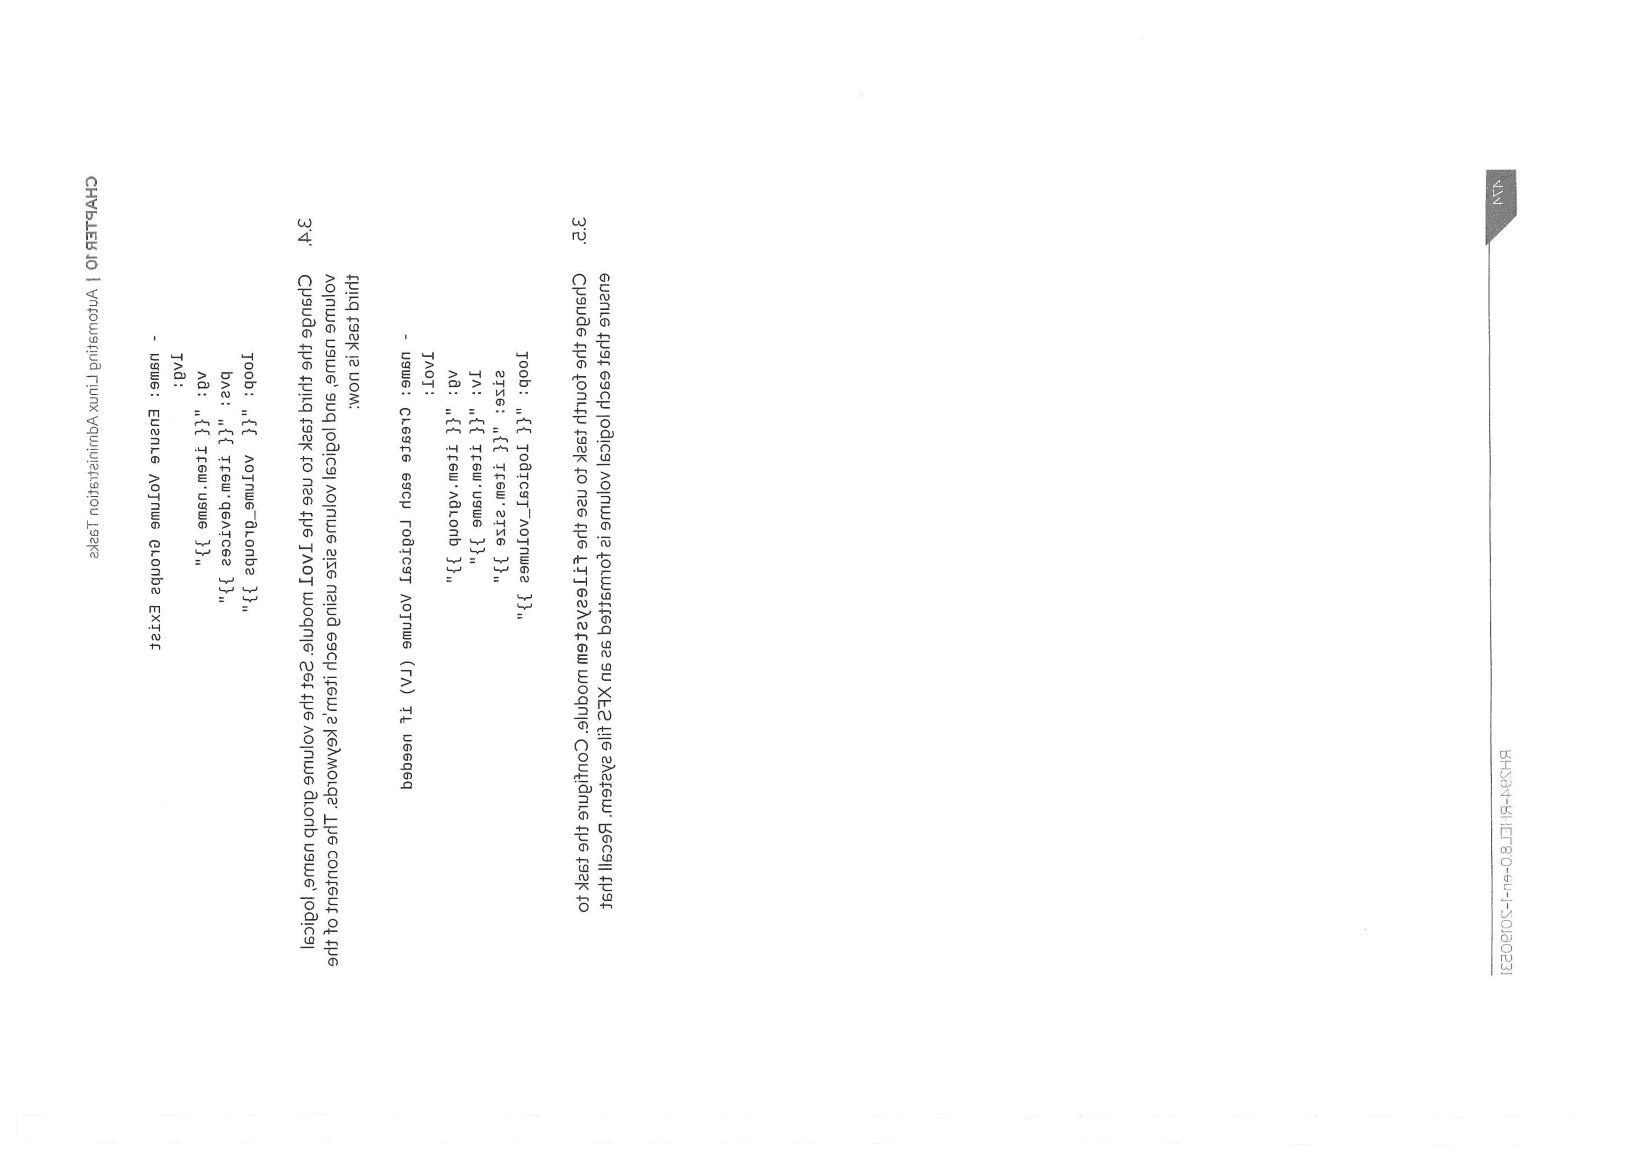 CHAPTER 10 | Automating Linux Administration Tasks
- name: Ensure Volume Groups Exist
lvg:
vg: "{{ item.name }}"
pvs: "{{ item.devices }}"
loop: "{{  volume_groups }}"
3.4. Change the third task to use the lvol module. Set the volume group name, logical
volume name, and logical volume size using each item's keywords. The content of the
third task is now:
- name: Create each Logical Volume (LV) if needed
lvol:
vg: "{{ item.vgroup }}"
lv: "{{ item.name }}"
size: "{{ item.size }}"
loop: "{{ logical_volumes }}"
3.5. Change the fourth task to use the filesystem module. Configure the task to
ensure that each logical volume is formatted as an XFS file system. Recall that
474
RH294-RHEL8.0-en-1-20190531